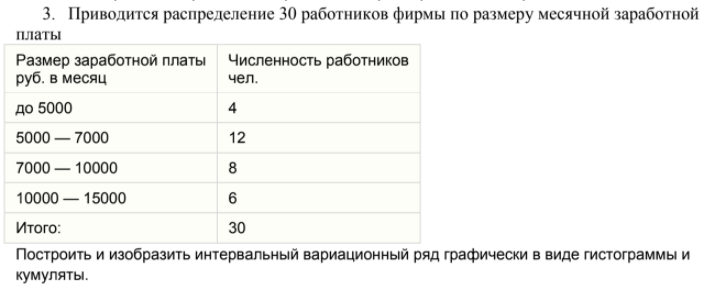 3. Приводится распределение 30 работников фирмы по размеру месячной заработной
платы
Размер заработной платы
руб. в месяц
Численность работников
чел.
до 5000 4
5000 — 7000 12
7000 — 10000 8
10000 — 15000 6
Итого: 30
Построить и изобразить интервальный вариационный ряд графически в виде гистограммы и
кумуляты.